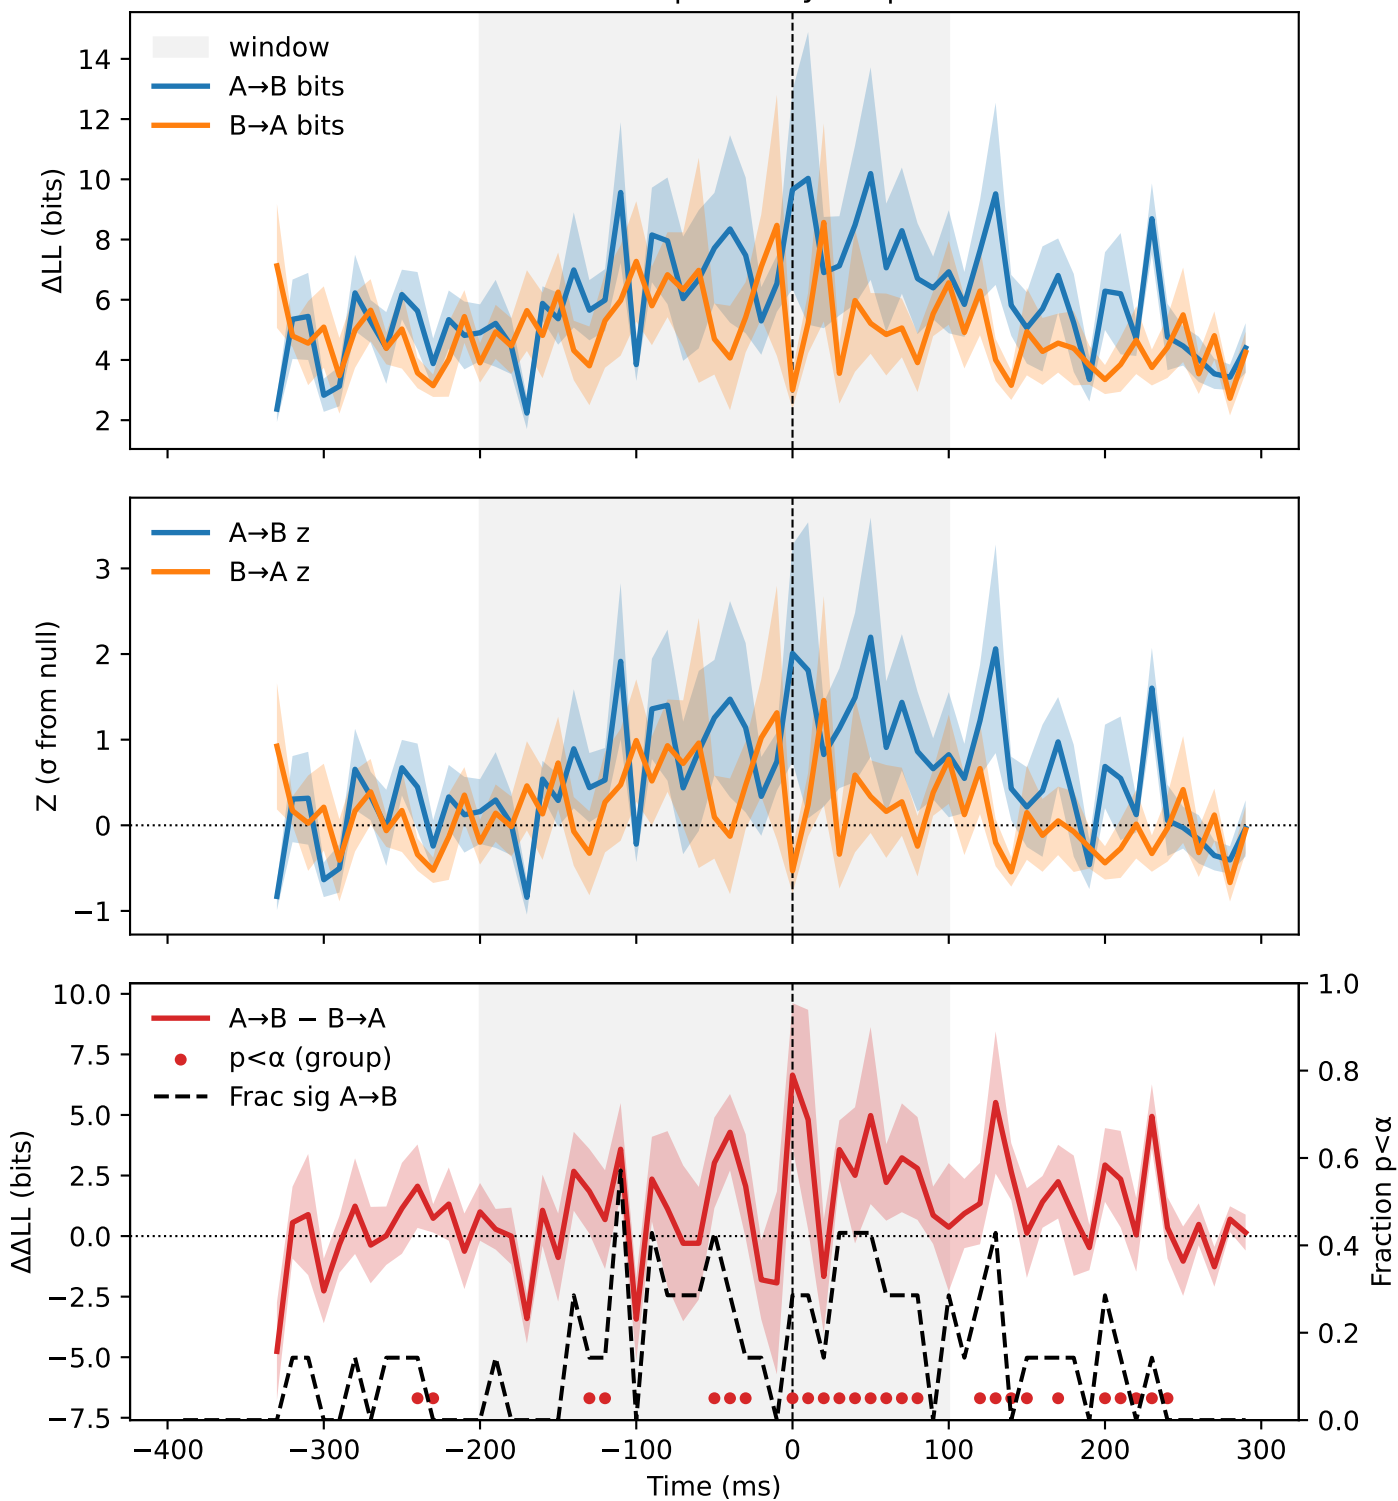 14
12
10
8
6
4
2
ΔLL (bits)
window
A→B bits
B→A bits
3
2
1
0
−1
Z (σ from null)
A→B z
B→A z
10.0
7.5
5.0
2.5
0.0
−2.5
−5.0
−7.5
ΔΔLL (bits)
A→B − B→A
p<α (group)
Frac sig A→B
1.0
0.8
0.6
0.4
0.2
0.0
Fraction p<α
−400 −300 −200 −100 0 100 200 300
Time (ms)